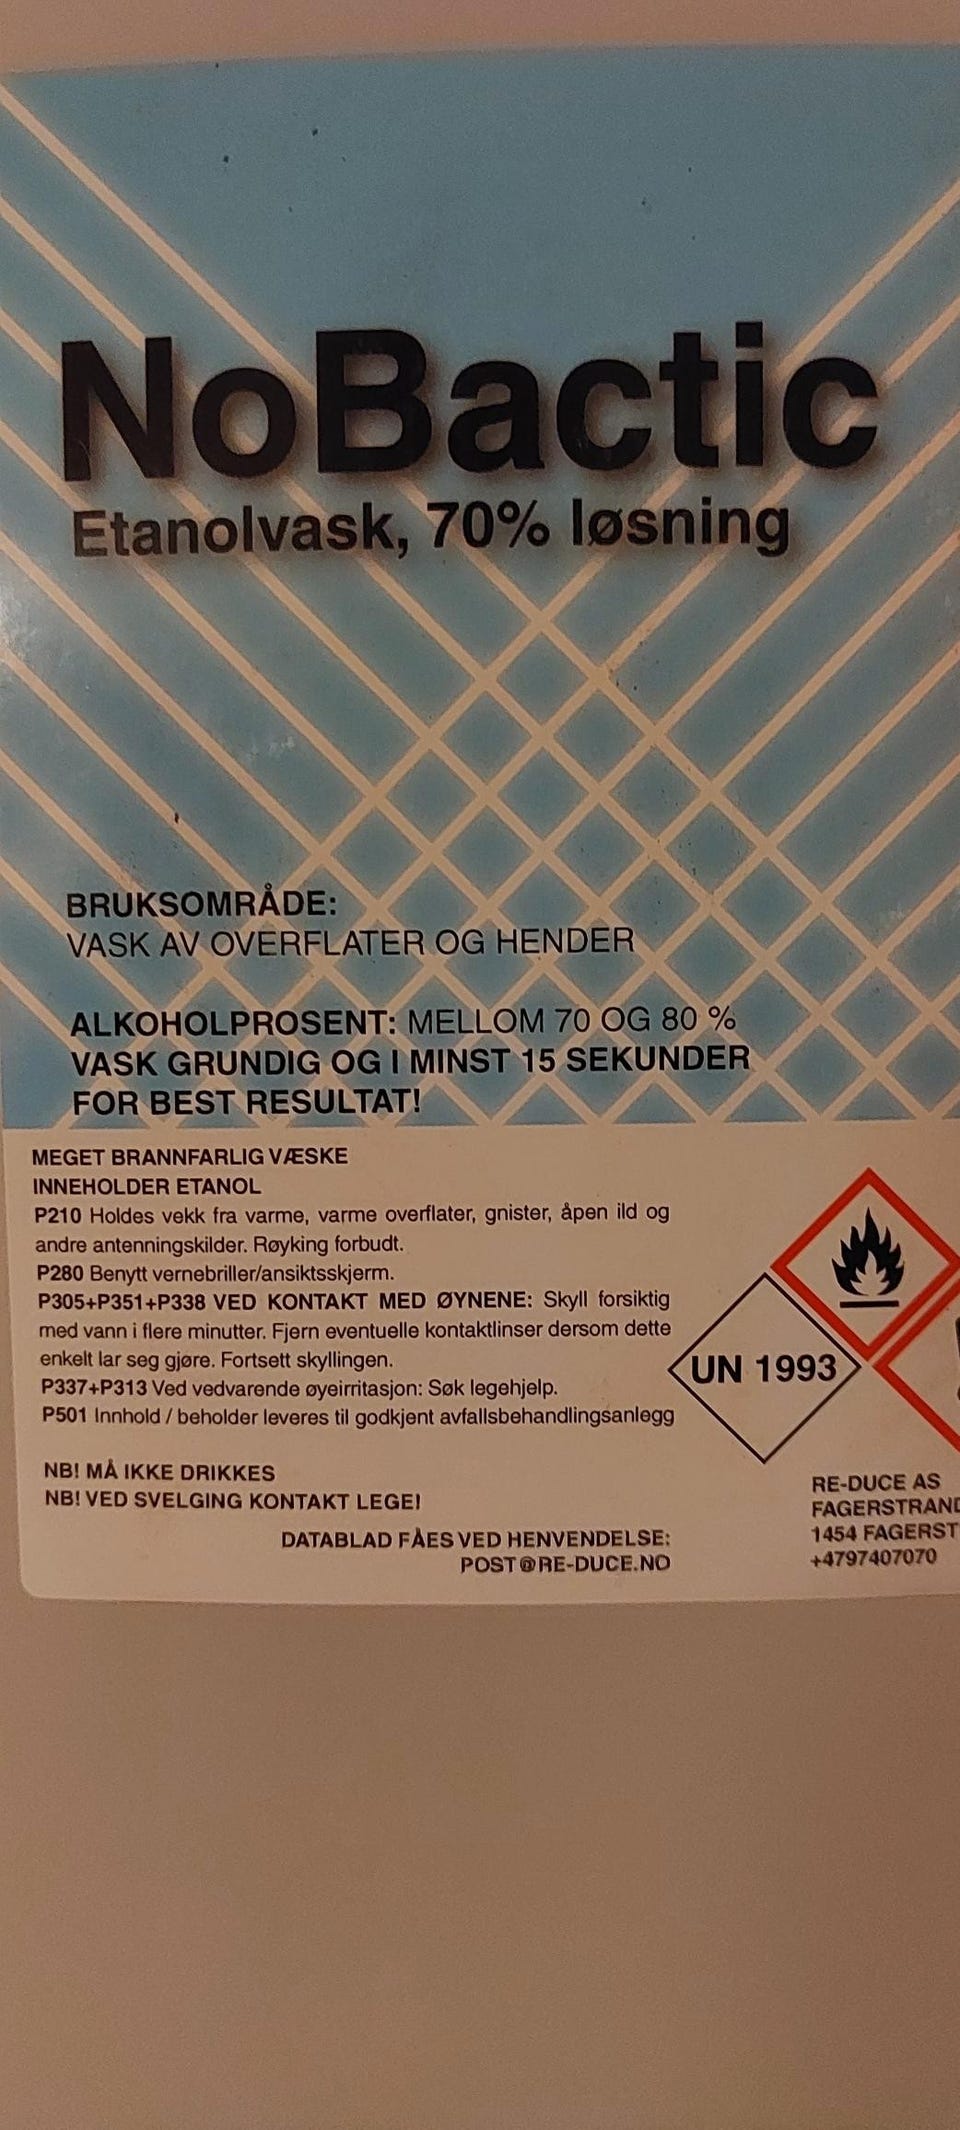 NoBactic
Etanolvask, 70% løsning
BRUKSOMRÅDE:
VASK AV OVERFLATER OG HENDER
ALKOHOLPROSENT: MELLOM 70 OG 80 %
VASK GRUNDIG OG I MINST 15 SEKUNDER
FOR BEST RESULTAT!
MEGET BRANNFARLIG VÆSKE
INNEHOLDER ETANOL
P210 Holdes vekk fra varme, varme overflater, gnister, åpen ild og
andre antenningskilder. Røyking forbudt.
P280 Benytt vernebriller/ansiktsskjerm.
P305+P351+P338 VED KONTAKT MED ØYNENE: Skyll forsiktig
med vann i flere minutter. Fjern eventuelle kontaktlinser dersom dette
enkelt lar seg gjøre. Fortsett skyllingen.
P337+P313 Ved vedvarende øyeirritasjon: Søk legehjelp.
P501 Innhold / beholder leveres til godkjent avfallsbehandlingsanlegg
UN 1993
NB! MÅ IKKE DRIKKES
NB! VED SVELGING KONTAKT LEGE!
DATABLAD FÅES VED HENVENDELSE:
POST@RE-DUCE.NO
RE-DUCE AS
FAGERSTRAND
1454 FAGERST
+4797407070